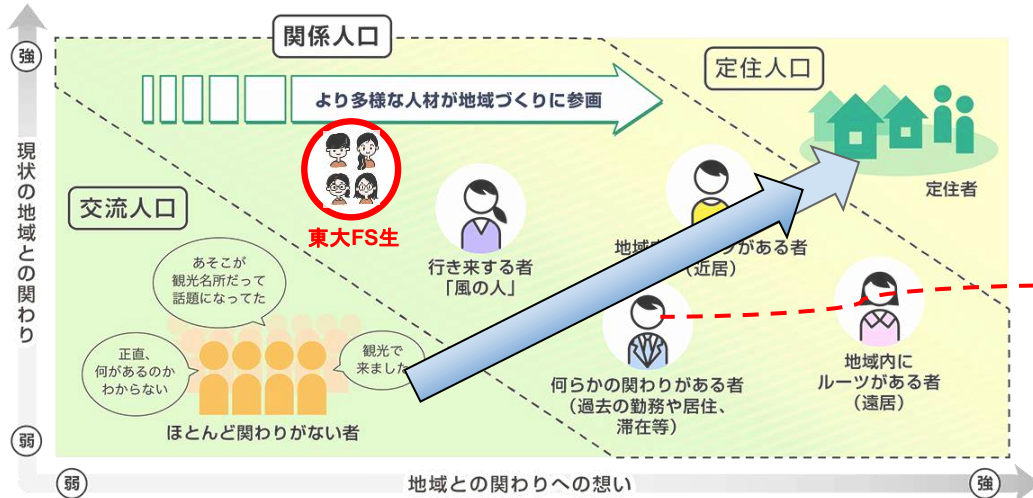 強
関係人口
定住人口
より多様な人材が地域づくりに参画
現状の地域との関わり
交流人口
東大FS生
定住者
あそこが
観光名所だって
話題になってた
行き来する者
「風の人」
地域
がある者
（近居）
正直、
何があるのか
わからない
観光で
来ました
地域内に
ルーツがある者
（遠居）
何らかの関わりがある者
（過去の勤務や居住、
滞在等）
ほとんど関わりがない者
弱
弱
地域との関わりへの想い
強